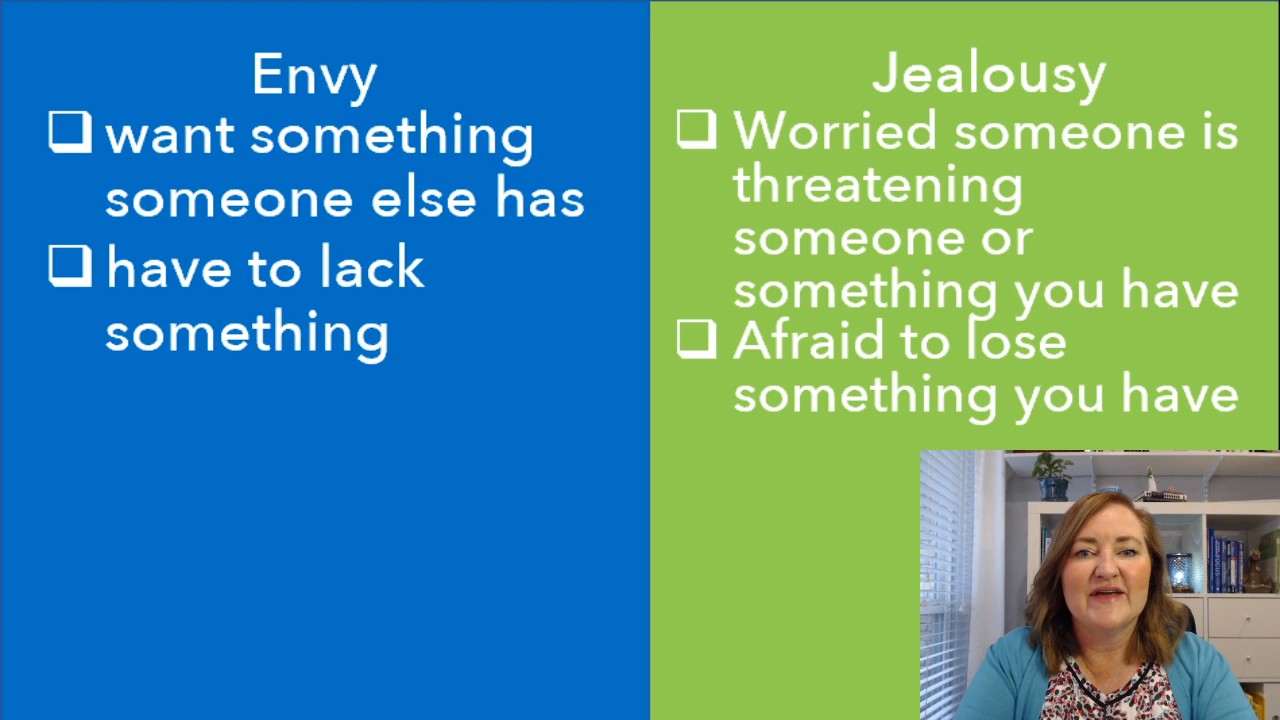 Envy
want something
someone else has
have to lack
something
Jealousy
Worried someone is
threatening
someone or
something you have
Afraid to lose
something you have